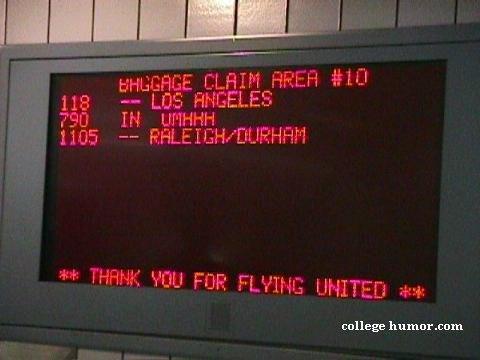 BAGGAGE CLAIM AREA #10
118 -- LOS ANGELES
790 IN OMAHA
1105 -- RALEIGH/DURHAM
** THANK YOU FOR FLYING UNITED **
college humor.com